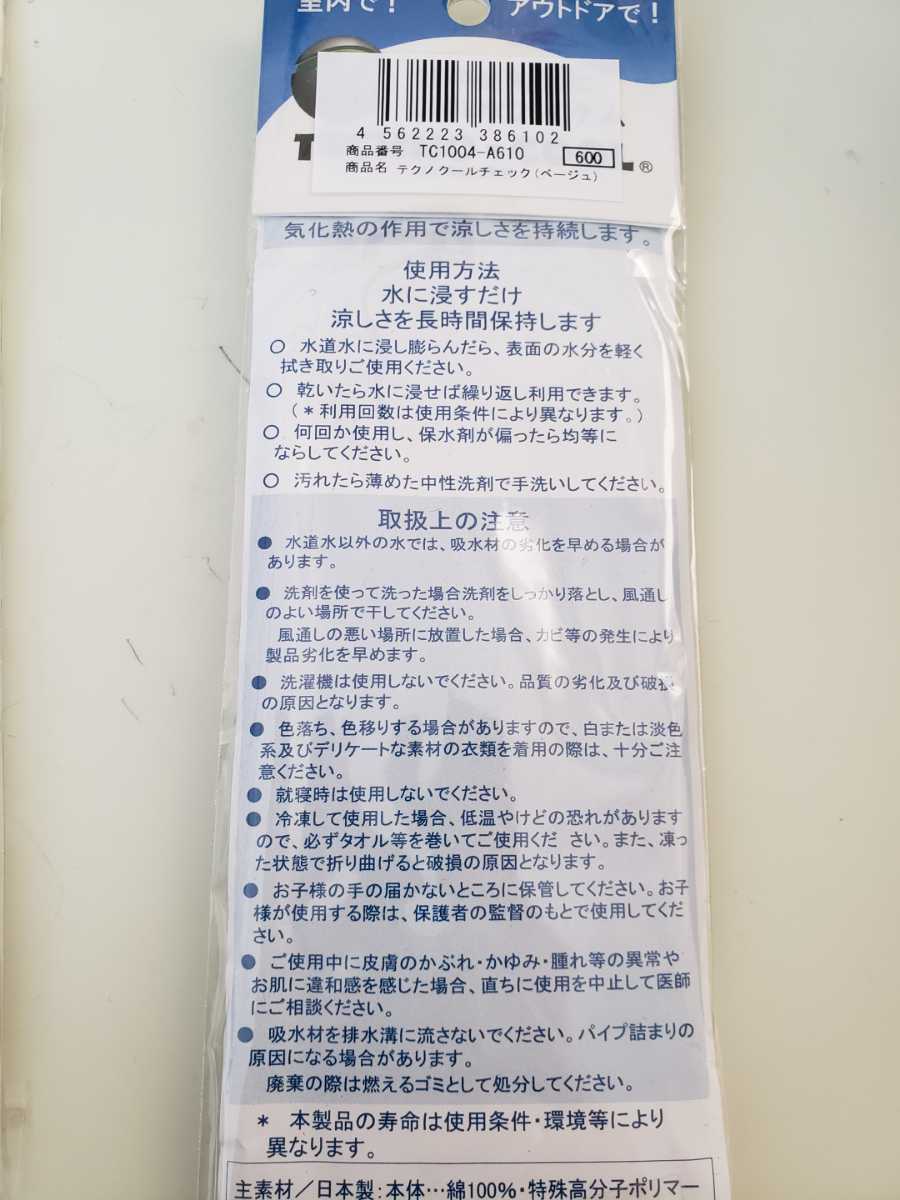 室内で！ アウトドアで！
4 562223 386102
商品番号 TC1004-A610 600
商品名 テクノクールチェック(ベージュ)
®
気化熱の作用で涼しさを持続します。
使用方法
水に浸すだけ
涼しさを長時間保持します
○ 水道水に浸し膨らんだら、表面の水分を軽く
拭き取りご使用ください。
○ 乾いたら水に浸せば繰り返し利用できます。
（＊利用回数は使用条件により異なります。）
○ 何回か使用し、保水剤が偏ったら均等に
ならしてください。
○ 汚れたら薄めた中性洗剤で手洗いしてください。
取扱上の注意
● 水道水以外の水では、吸水材の劣化を早める場合が
あります。
● 洗剤を使って洗った場合洗剤をしっかり落とし、風通し
のよい場所で干してください。
風通しの悪い場所に放置した場合、カビ等の発生により
製品劣化を早めます。
● 洗濯機は使用しないでください。品質の劣化及び破損
の原因となります。
● 色落ち、色移りする場合がありますので、白または淡色
系及びデリケートな素材の衣類を着用の際は、十分ご注
意ください。
● 就寝時は使用しないでください。
● 冷凍して使用した場合、低温やけどの恐れがあります
ので、必ずタオル等を巻いてご使用くだ さい。また、凍っ
た状態で折り曲げると破損の原因となります。
● お子様の手の届かないところに保管してください。お子
様が使用する際は、保護者の監督のもとで使用してくだ
さい。
● ご使用中に皮膚のかぶれ・かゆみ・腫れ等の異常や
お肌に違和感を感じた場合、直ちに使用を中止して医師
にご相談ください。
● 吸水材を排水溝に流さないでください。パイプ詰まりの
原因になる場合があります。
廃棄の際は燃えるゴミとして処分してください。
＊ 本製品の寿命は使用条件・環境等により
異なります。
主素材／日本製：本体…綿100%・特殊高分子ポリマー